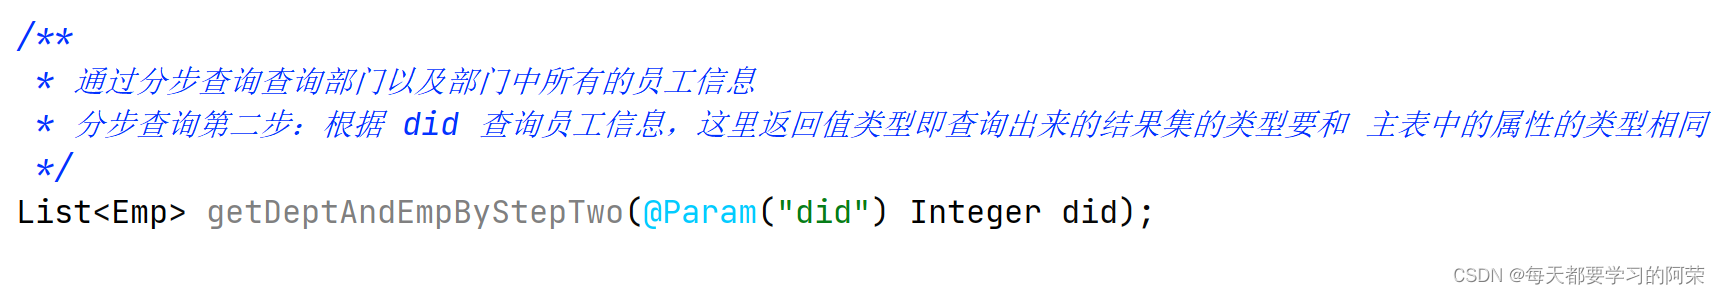 /**
 * 通过分步查询查询部门以及部门中所有的员工信息
 * 分步查询第二步：根据 did 查询员工信息，这里返回值类型即查询出来的结果集的类型要和 主表中的属性的类型相同
 */
List<Emp> getDeptAndEmpByStepTwo(@Param("did") Integer did);
CSDN @每天都要学习的阿荣